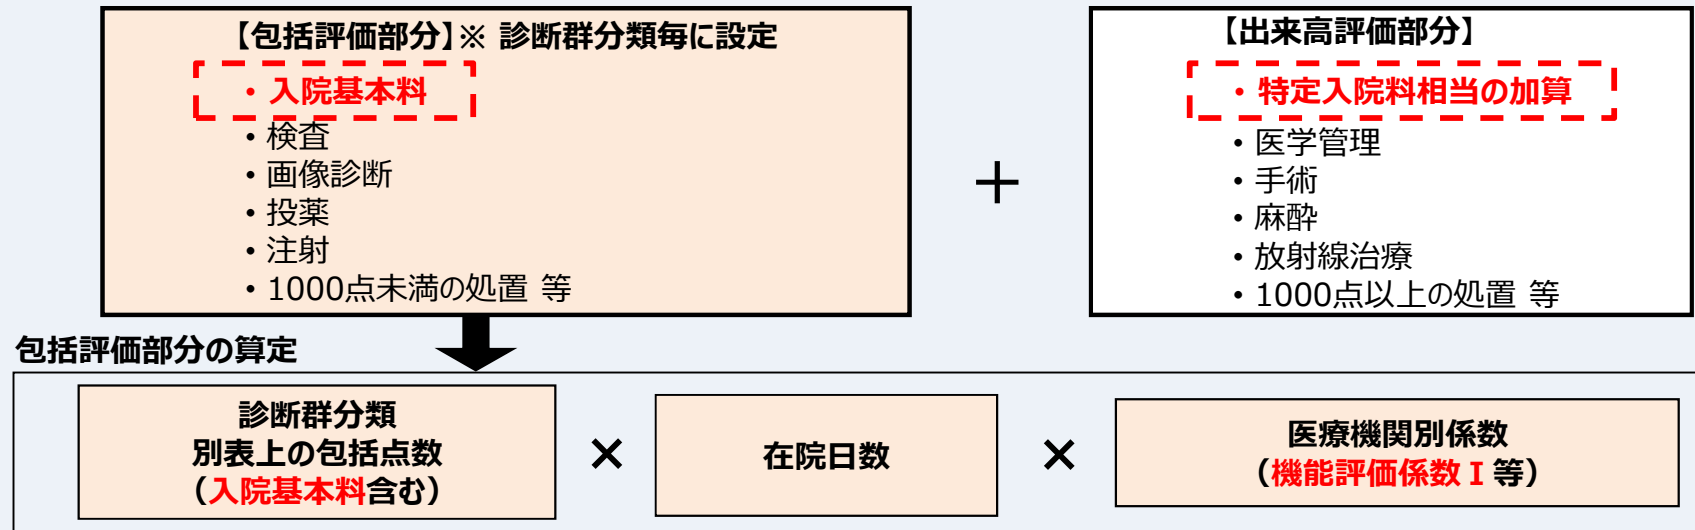 【包括評価部分】※ 診断群分類毎に設定
・入院基本料
・検査
・画像診断
・投薬
・注射
・1000点未満の処置 等
＋
【出来高評価部分】
・特定入院料相当の加算
・医学管理
・手術
・麻酔
・放射線治療
・1000点以上の処置 等
包括評価部分の算定
診断群分類
別表上の包括点数
（入院基本料含む）
×
在院日数
×
医療機関別係数
（機能評価係数Ⅰ等）